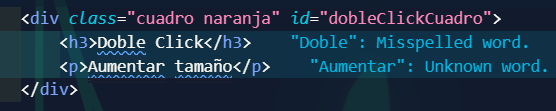 <div class="cuadro naranja" id="dobleClickCuadro">
<h3>Doble Click</h3> "Doble": Misspelled word.
<p>Aumentar tamaño</p> "Aumentar": Unknown word.
</div>